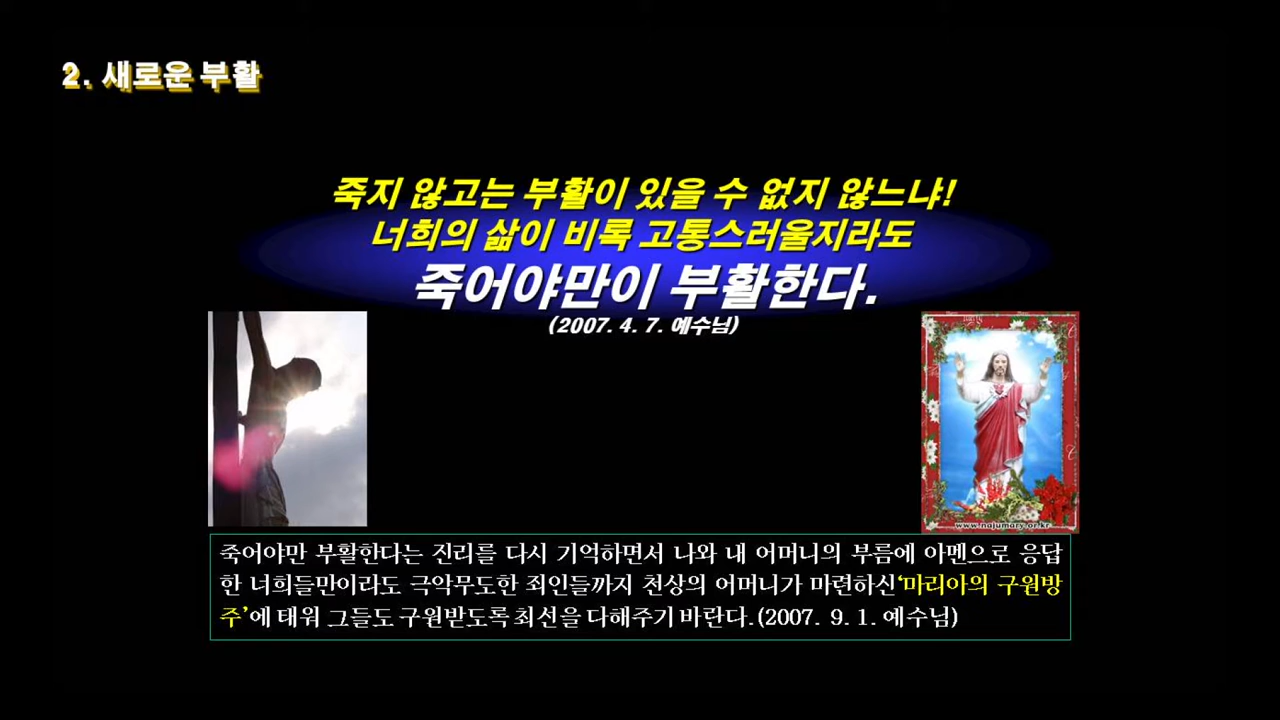 2. 새로운 부활
죽지 않고는 부활이 있을 수 없지 않느냐!
너희의 삶이 비록 고통스러울지라도
죽어야만이 부활한다.
(2007. 4. 7. 예수님)
www.najumary.or.kr
죽어야만 부활한다는 진리를 다시 기억하면서 나와 내 어머니의 부름에 아멘으로 응답
한 너희들만이라도 극악무도한 죄인들까지 천상의 어머니가 마련하신‘마리아의 구원방
주’에 태워 그들도 구원받도록 최선을 다해주기 바란다.(2007. 9. 1. 예수님)